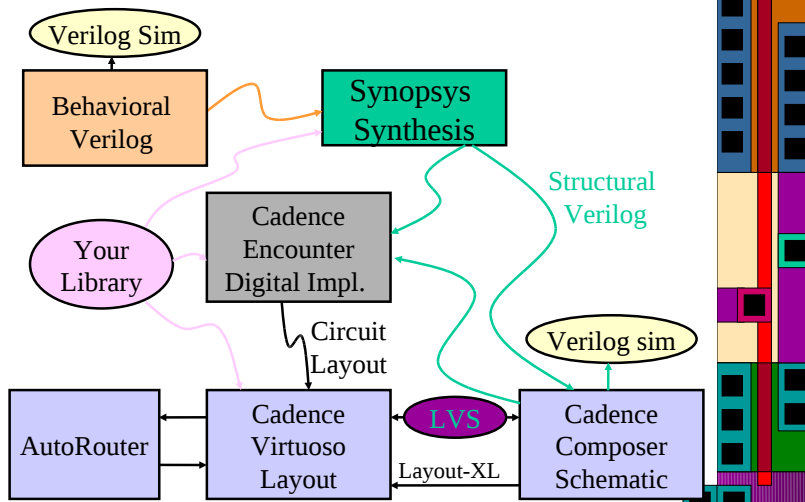 Verilog Sim
Behavioral
Verilog
Synopsys
Synthesis
Structural
Verilog
Cadence
Encounter
Digital Impl.
Your
Library
Circuit
Layout
Verilog sim
AutoRouter
Cadence
Virtuoso
Layout
LVS
Layout-XL
Cadence
Composer
Schematic